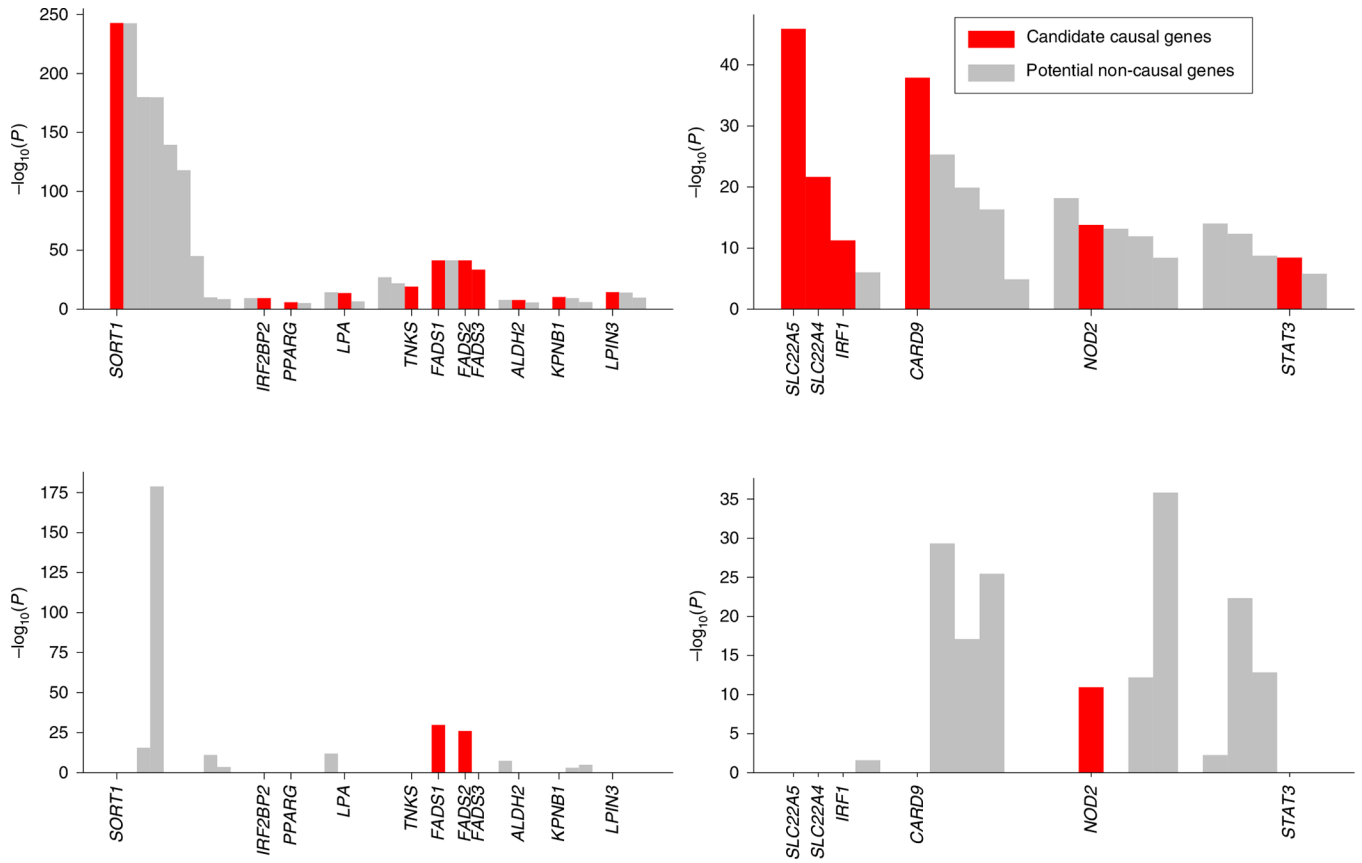 250
200
150
100
50
0
–log10(P)
SORT1
IRF2BP2
PPARG
LPA
TNKS
FADS1
FADS2
FADS3
ALDH2
KPNB1
LPIN3
40
30
20
10
0
–log10(P)
Candidate causal genes
Potential non-causal genes
SLC22A5
SLC22A4
IRF1
CARD9
NOD2
STAT3
175
150
125
100
75
50
25
0
–log10(P)
SORT1
IRF2BP2
PPARG
LPA
TNKS
FADS1
FADS2
FADS3
ALDH2
KPNB1
LPIN3
35
30
25
20
15
10
5
0
–log10(P)
SLC22A5
SLC22A4
IRF1
CARD9
NOD2
STAT3